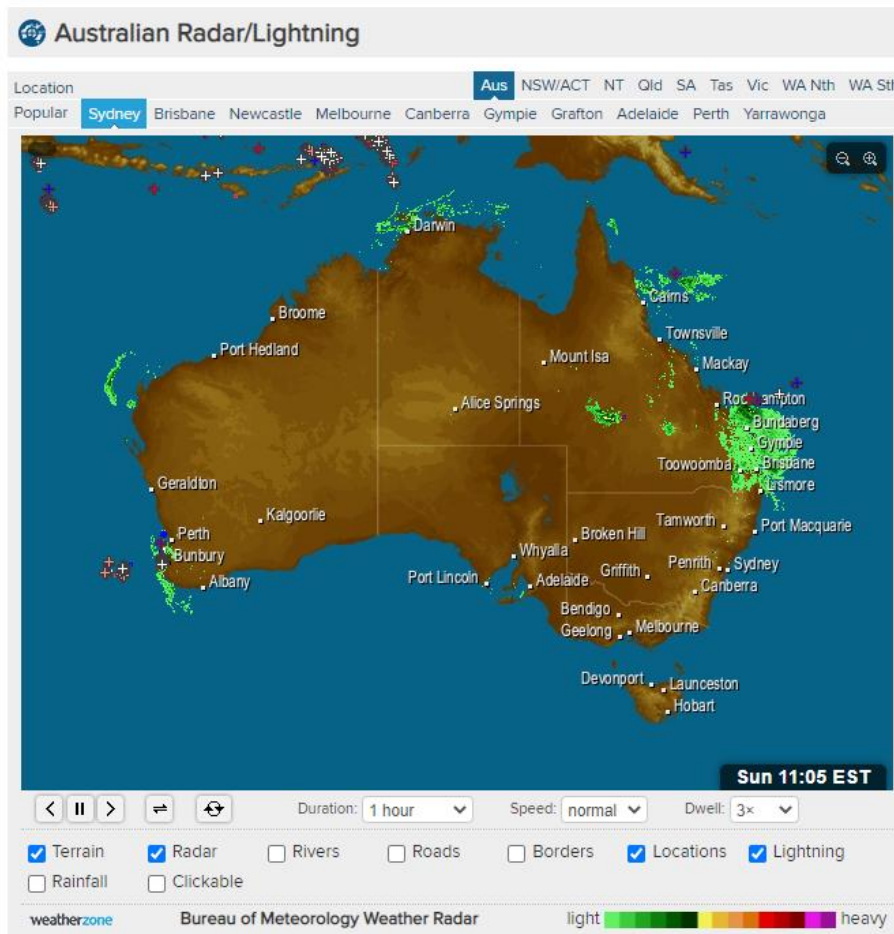 Australian Radar/Lightning
Location Aus NSW/ACT NT Qld SA Tas Vic WA Nth WA Sth
Popular Sydney Brisbane Newcastle Melbourne Canberra Gympie Grafton Adelaide Perth Yarrawonga
Darwin
Cairns
Broome
Townsville
Port Hedland
Mount Isa
Mackay
Alice Springs
Rockhampton
Bundaberg
Gympie
Toowoomba
Brisbane
Geraldton
Lismore
Kalgoorlie
Tamworth
Port Macquarie
Perth
Broken Hill
Bunbury
Whyalla
Penrith
Sydney
Griffith
Albany
Port Lincoln
Adelaide
Canberra
Bendigo
Geelong
Melbourne
Devonport
Launceston
Hobart
Sun 11:05 EST
Duration: 1 hour Speed: normal Dwell: 3×
Terrain Radar Rivers Roads Borders Locations Lightning
Rainfall Clickable
weatherzone Bureau of Meteorology Weather Radar light heavy